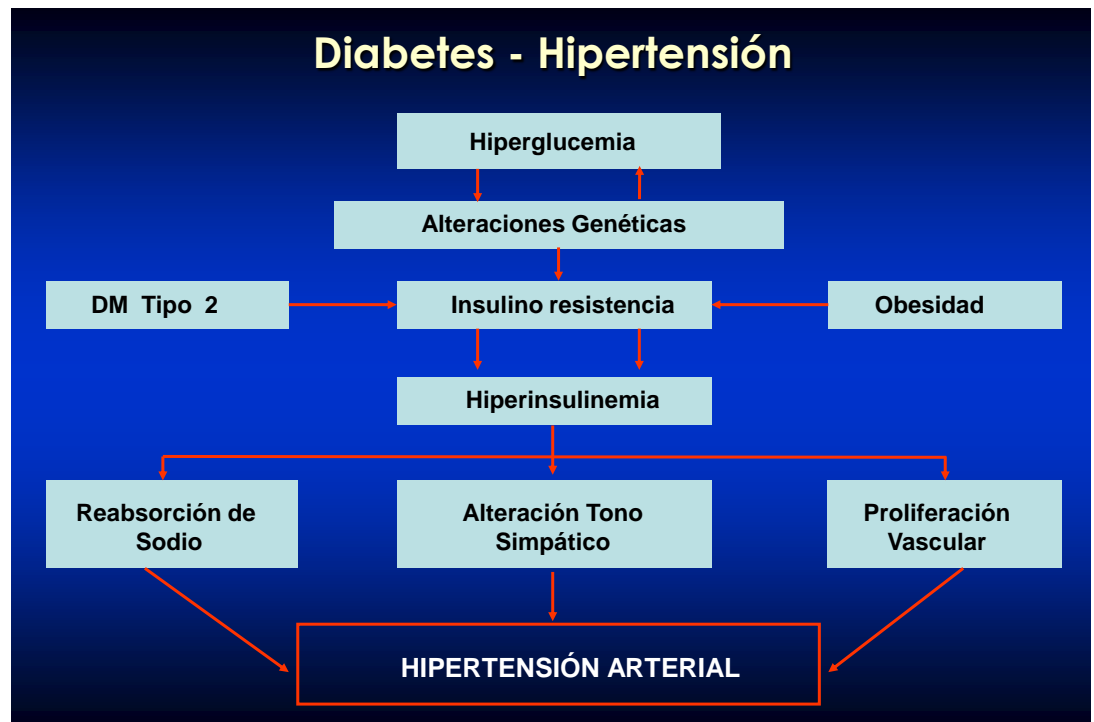 Diabetes - Hipertensión
Hiperglucemia
Alteraciones Genéticas
DM Tipo 2
Insulino resistencia
Obesidad
Hiperinsulinemia
Reabsorción de
Sodio
Alteración Tono
Simpático
Proliferación
Vascular
HIPERTENSIÓN ARTERIAL